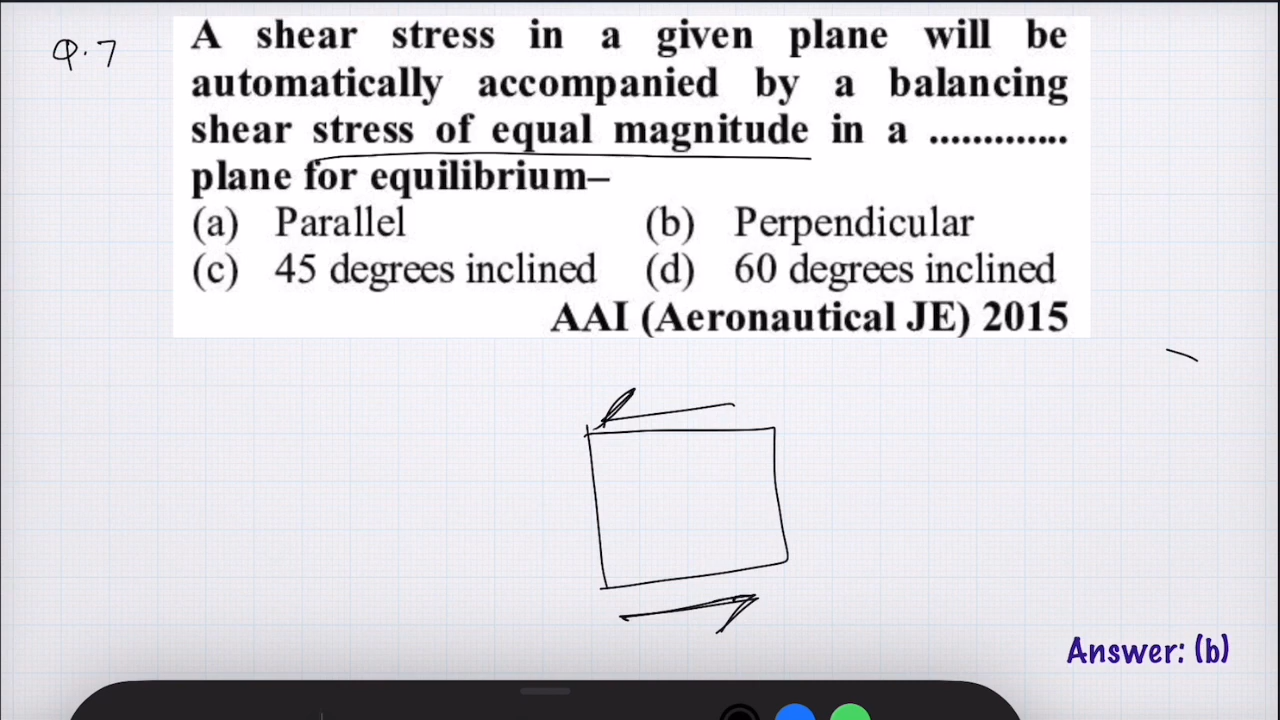 Q.7
A shear stress in a given plane will be
automatically accompanied by a balancing
shear stress of equal magnitude in a .............
plane for equilibrium–
(a) Parallel (b) Perpendicular
(c) 45 degrees inclined (d) 60 degrees inclined
AAI (Aeronautical JE) 2015
Answer: (b)